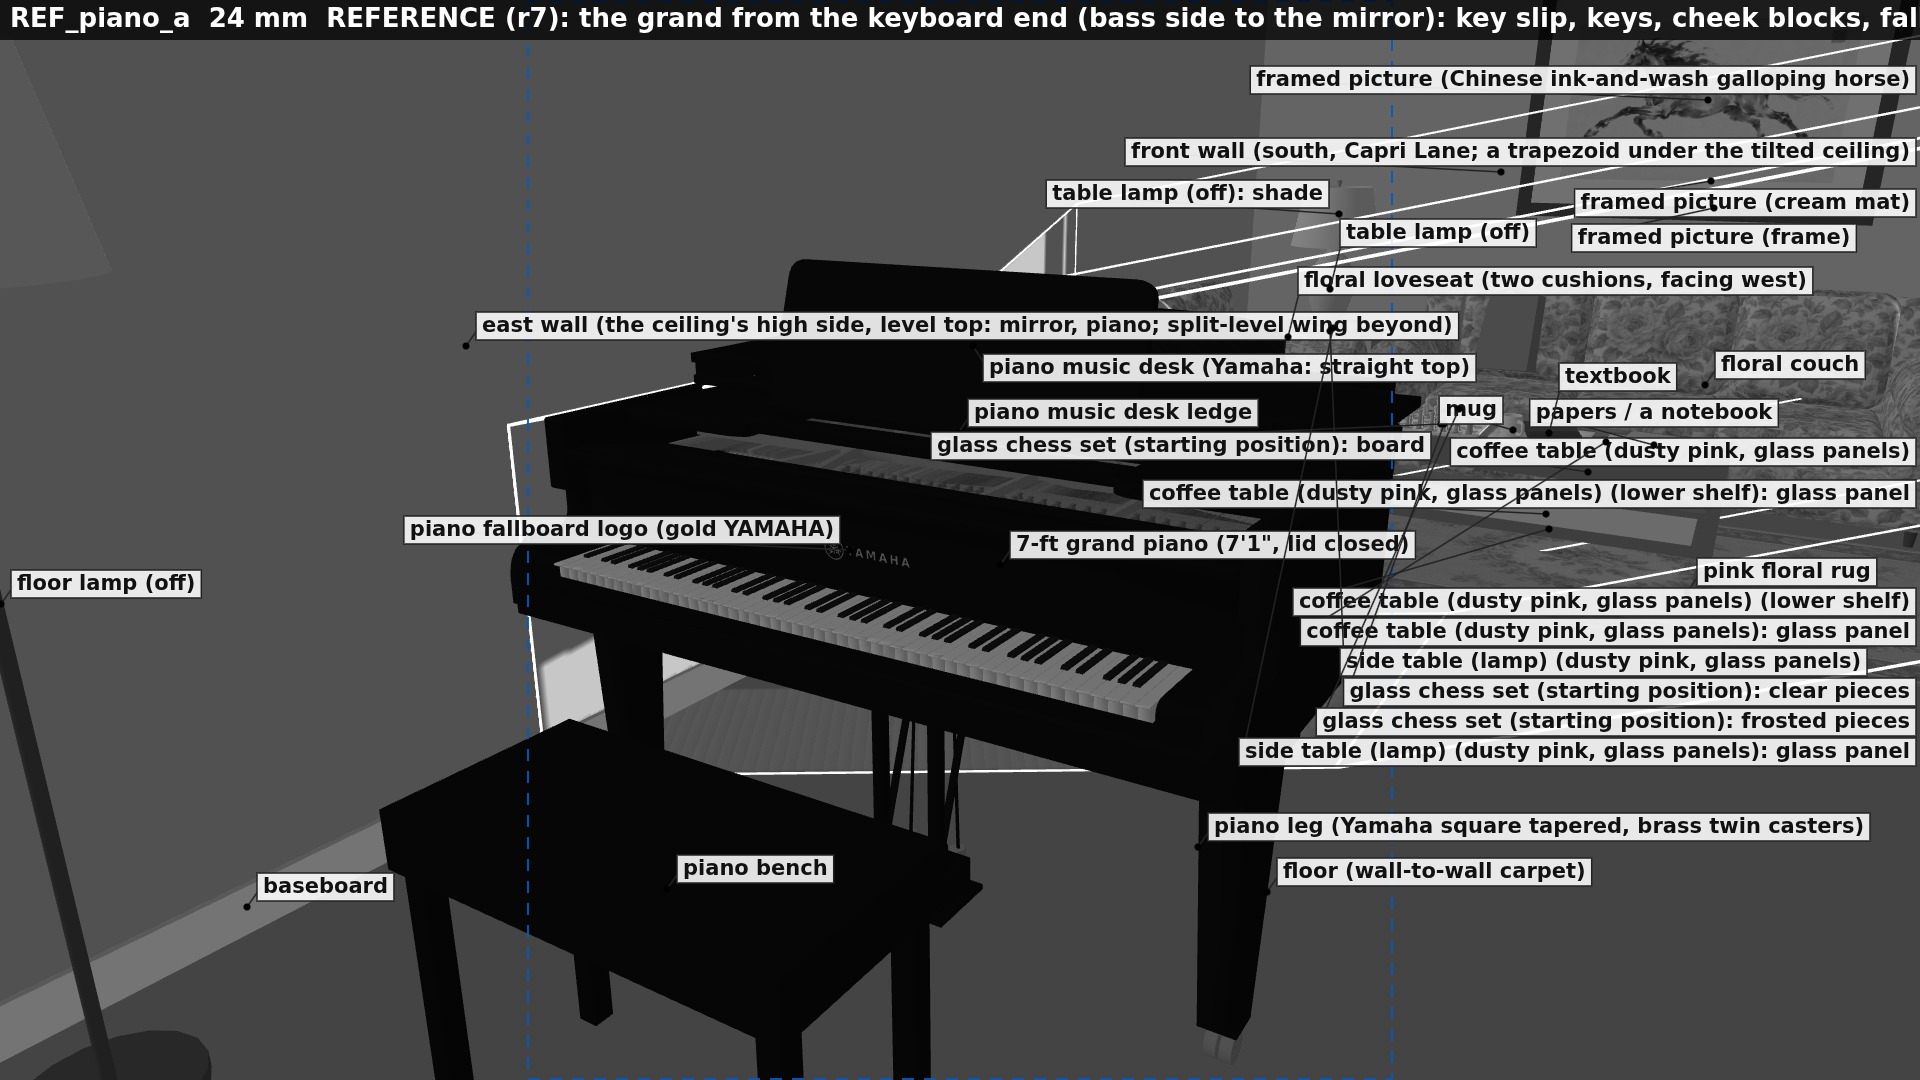 REF_piano_a 24 mm REFERENCE (r7): the grand from the keyboard end (bass side to the mirror): key slip, keys, cheek blocks, fal
framed picture (Chinese ink-and-wash galloping horse)
front wall (south, Capri Lane; a trapezoid under the tilted ceiling)
table lamp (off): shade
framed picture (cream mat)
table lamp (off)
framed picture (frame)
floral loveseat (two cushions, facing west)
east wall (the ceiling's high side, level top: mirror, piano; split-level wing beyond)
piano music desk (Yamaha: straight top)
floral couch
textbook
piano music desk ledge
mug
papers / a notebook
glass chess set (starting position): board
coffee table (dusty pink, glass panels)
coffee table (dusty pink, glass panels) (lower shelf): glass panel
piano fallboard logo (gold YAMAHA)
7-ft grand piano (7'1", lid closed)
YAMAHA
floor lamp (off)
pink floral rug
coffee table (dusty pink, glass panels) (lower shelf)
coffee table (dusty pink, glass panels): glass panel
side table (lamp) (dusty pink, glass panels)
glass chess set (starting position): clear pieces
glass chess set (starting position): frosted pieces
side table (lamp) (dusty pink, glass panels): glass panel
piano leg (Yamaha square tapered, brass twin casters)
piano bench
floor (wall-to-wall carpet)
baseboard